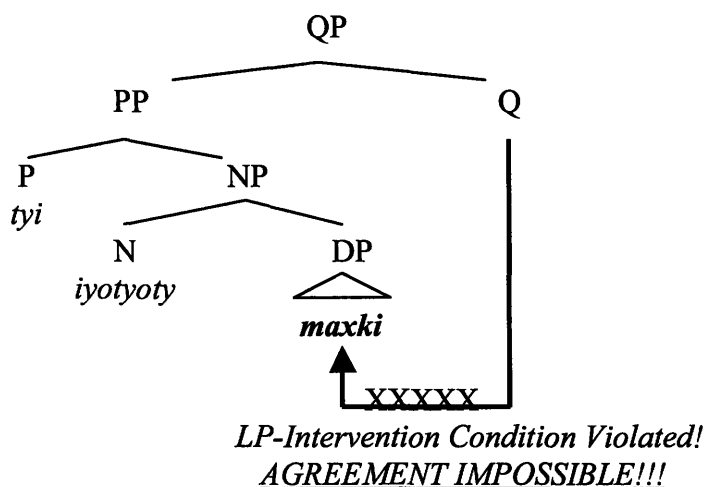 QP
PP Q
P NP
tyi
N DP
iyotyoty
maxki
XXXXX
LP-Intervention Condition Violated!
AGREEMENT IMPOSSIBLE!!!